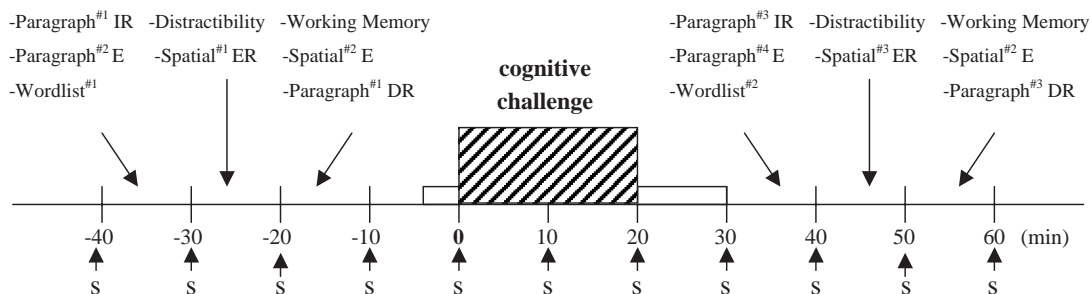 -Paragraph#1 IR
-Paragraph#2 E
-Wordlist#1
-Distractibility
-Spatial#1 ER
-Working Memory
-Spatial#2 E
-Paragraph#1 DR
cognitive
challenge
-Paragraph#3 IR
-Paragraph#4 E
-Wordlist#2
-Distractibility
-Spatial#3 ER
-Working Memory
-Spatial#2 E
-Paragraph#3 DR
-40 -30 -20 -10 0 10 20 30 40 50 60 (min)
S S S S S S S S S S S